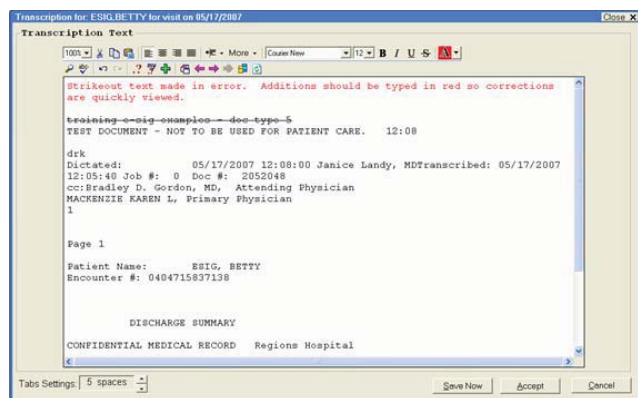 Transcription for: ESIG,BETTY for visit on 05/17/2007 Close X
Transcription Text
100% More Courier New 12 B I U S A
Strikeout text made in error. Additions should be typed in red so corrections
are quickly viewed.
training e-sig examples - doc type 5
TEST DOCUMENT - NOT TO BE USED FOR PATIENT CARE. 12:08
drk
Dictated: 05/17/2007 12:08:00 Janice Landy, MDTranscribed: 05/17/2007
12:05:40 Job #: 0 Doc #: 2052048
cc:Bradley D. Gordon, MD, Attending Physician
MACKENZIE KAREN L, Primary Physician
1
Page 1
Patient Name: ESIG, BETTY
Encounter #: 0404715837138
DISCHARGE SUMMARY
CONFIDENTIAL MEDICAL RECORD Regions Hospital
Tabs Settings: 5 spaces Save Now Accept Cancel